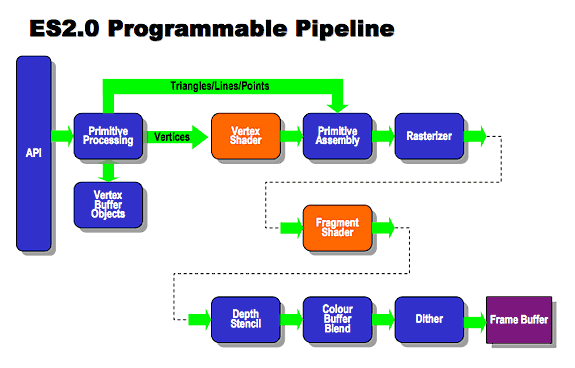 ES2.0 Programmable Pipeline
Triangles/Lines/Points
API
Primitive
Processing
Vertices
Vertex
Shader
Primitive
Assembly
Rasterizer
Vertex
Buffer
Objects
Fragment
Shader
Depth
Stencil
Colour
Buffer
Blend
Dither
Frame Buffer